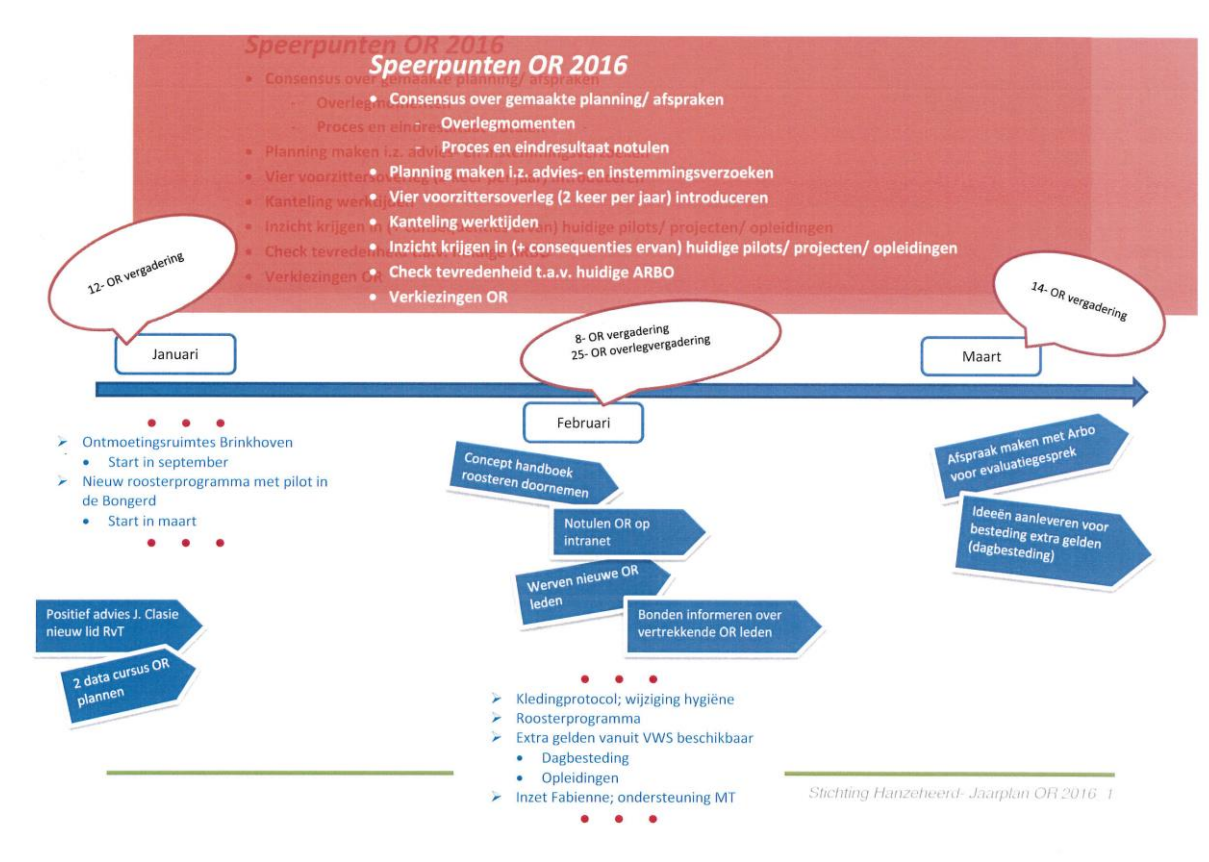 Speerpunten OR 2016
• Consensus over gemaakte planning/ afspraken
- Overlegmomenten
- Proces en eindresultaat notulen
• Planning maken i.z. advies- en instemmingsverzoeken
• Vier voorzittersoverleg (2 keer per jaar) introduceren
• Kanteling werktijden
• Inzicht krijgen in (+ consequenties ervan) huidige pilots/ projecten/ opleidingen
• Check tevredenheid t.a.v. huidige ARBO
• Verkiezingen OR
12- OR vergadering
Januari
8- OR vergadering
25- OR overlegvergadering
Februari
14- OR vergadering
Maart
➢ Ontmoetingsruimtes Brinkhoven
• Start in september
➢ Nieuw roosterprogramma met pilot in
de Bongerd
• Start in maart
Positief advies J. Clasie
nieuw lid RvT
2 data cursus OR
plannen
Concept handboek
roosteren doornemen
Notulen OR op
intranet
Werven nieuwe OR
leden
Bonden informeren over
vertrekkende OR leden
➢ Kledingprotocol; wijziging hygiëne
➢ Roosterprogramma
➢ Extra gelden vanuit VWS beschikbaar
• Dagbesteding
• Opleidingen
➢ Inzet Fabienne; ondersteuning MT
Afspraak maken met Arbo
voor evaluatiegesprek
Ideeën aanleveren voor
besteding extra gelden
(dagbesteding)
Stichting Hanzeheerd- Jaarplan OR 2016 1